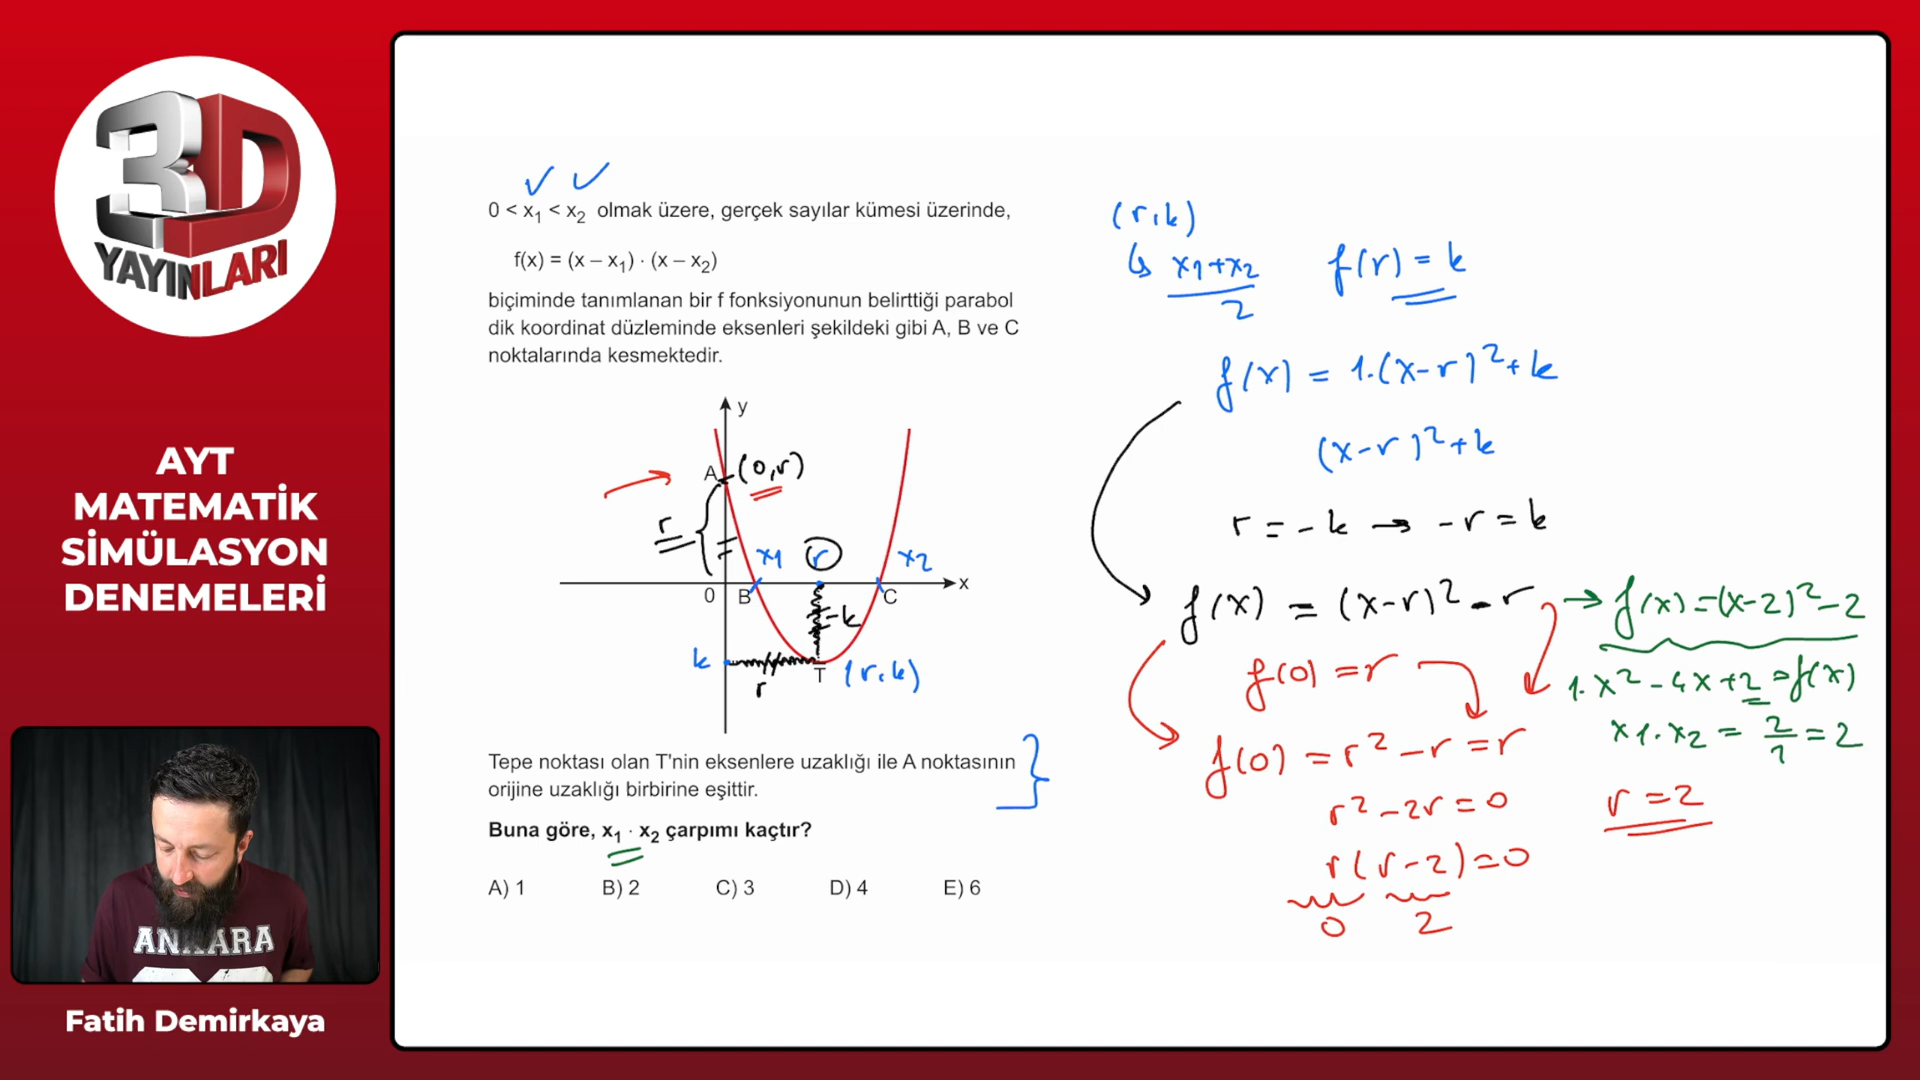 3D
YAYINLARI
AYT
MATEMATİK
SİMÜLASYON
DENEMELERİ
ANKARA
Fatih Demirkaya
0 < x₁ < x₂ olmak üzere, gerçek sayılar kümesi üzerinde,
f(x) = (x – x₁) · (x – x₂)
biçiminde tanımlanan bir f fonksiyonunun belirttiği parabol
dik koordinat düzleminde eksenleri şekildeki gibi A, B ve C
noktalarında kesmektedir.
y
A (0,r)
r
x1 r x2
0 B C x
-k
k T (r,k)
r
Tepe noktası olan T'nin eksenlere uzaklığı ile A noktasının
orijine uzaklığı birbirine eşittir.
Buna göre, x₁ · x₂ çarpımı kaçtır?
A) 1 B) 2 C) 3 D) 4 E) 6
(r,k)
↳ x1+x2 / 2 f(r) = k
f(x) = 1.(x-r)²+k
(x-r)²+k
r = -k → -r = k
f(x) = (x-r)² - r → f(x)=(x-2)²-2
f(0) = r
1.x²-4x+2=f(x)
f(0) = r²-r = r
x1.x2 = 2/1 = 2
r²-2r=0
r=2
r(r-2)=0
0 2